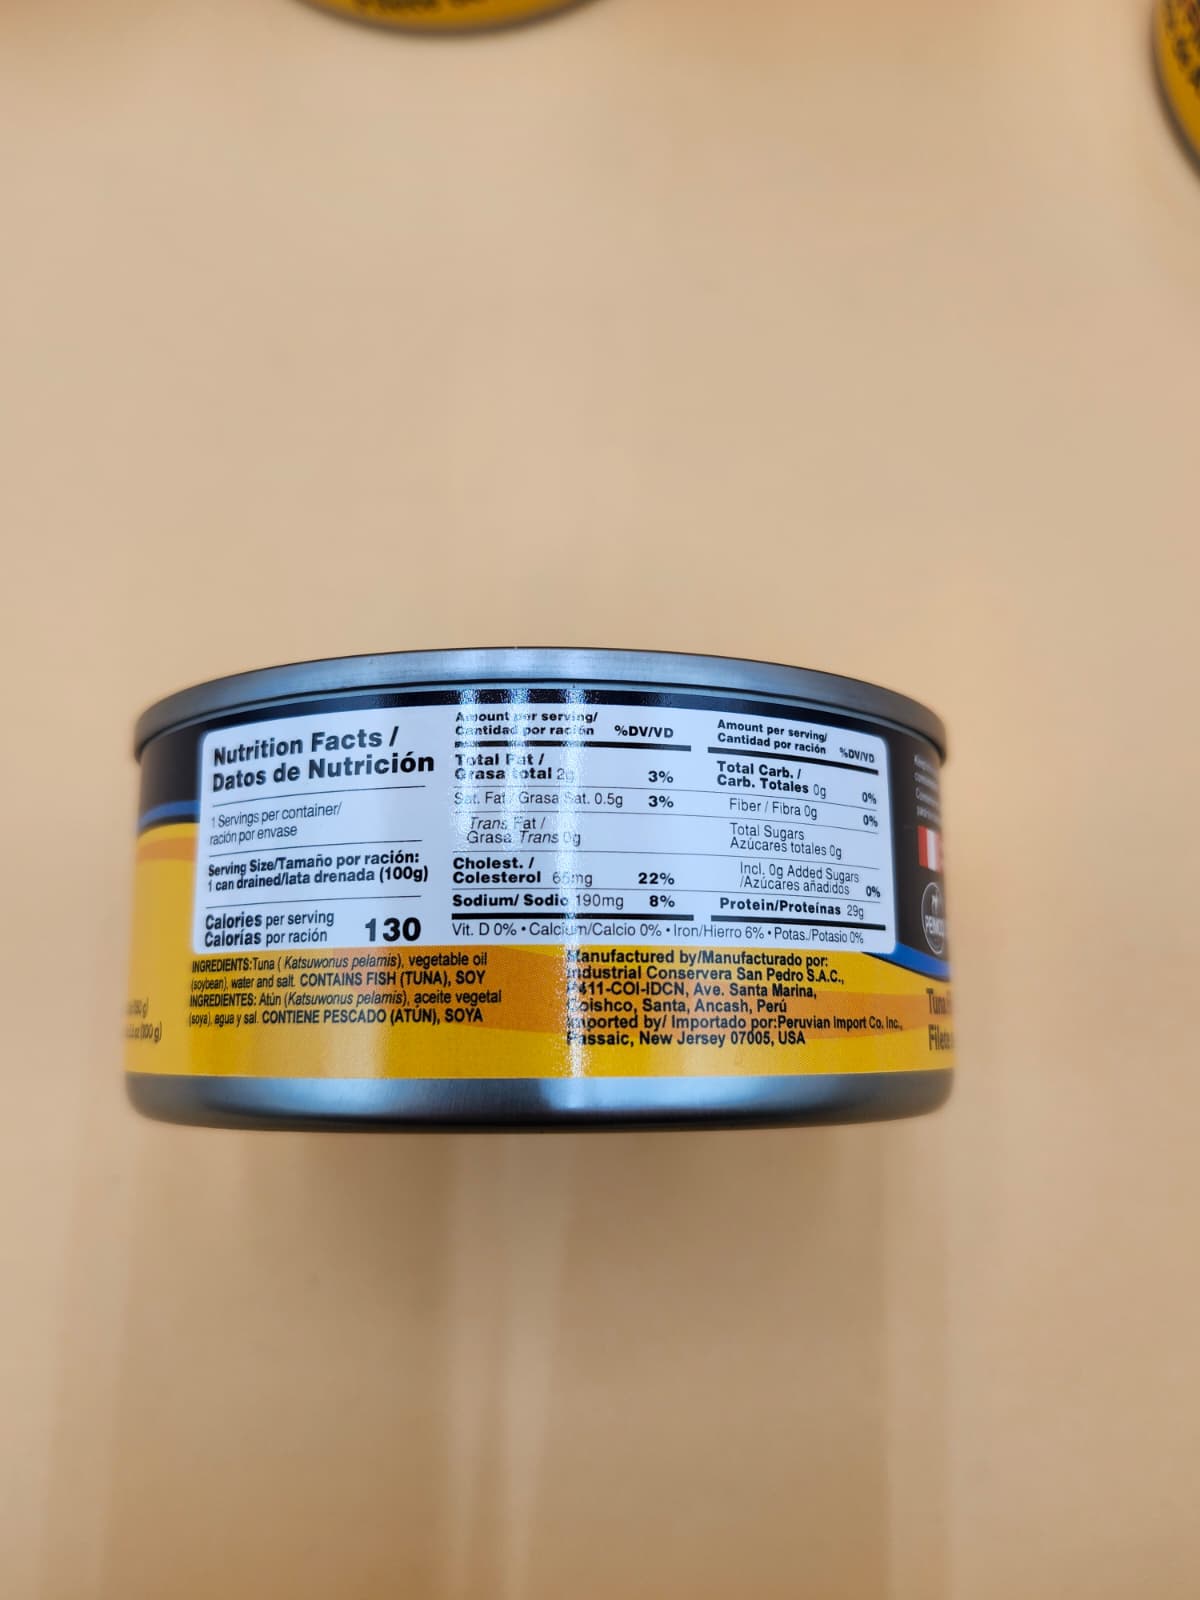 Nutrition Facts /
Datos de Nutrición
1 Servings per container/
ración por envase
Serving Size/Tamaño por ración:
1 can drained/lata drenada (100g)
Calories per serving
Calorías por ración 130
Amount per serving/
Cantidad por ración %DV/VD
Total Fat /
Grasa total 2g 3%
Sat. Fat / Grasa Sat. 0.5g 3%
Trans Fat /
Grasa Trans 0g
Cholest. /
Colesterol 65mg 22%
Sodium/ Sodio 190mg 8%
Amount per serving/
Cantidad por ración %DV/VD
Total Carb. /
Carb. Totales 0g 0%
Fiber / Fibra 0g 0%
Total Sugars
Azúcares totales 0g
Incl. 0g Added Sugars
/Azúcares añadidos 0%
Protein/Proteínas 29g
Vit. D 0% • Calcium/Calcio 0% • Iron/Hierro 6% • Potas./Potasio 0%
INGREDIENTS:Tuna ( Katsuwonus pelamis), vegetable oil
(soybean), water and salt. CONTAINS FISH (TUNA), SOY
INGREDIENTES: Atún (Katsuwonus pelamis), aceite vegetal
(soya), agua y sal. CONTIENE PESCADO (ATÚN), SOYA
Manufactured by/Manufacturado por:
Industrial Conservera San Pedro S.A.C.,
P411-COI-IDCN, Ave. Santa Marina,
Coishco, Santa, Ancash, Perú
Imported by/ Importado por:Peruvian Import Co. Inc.,
Passaic, New Jersey 07005, USA